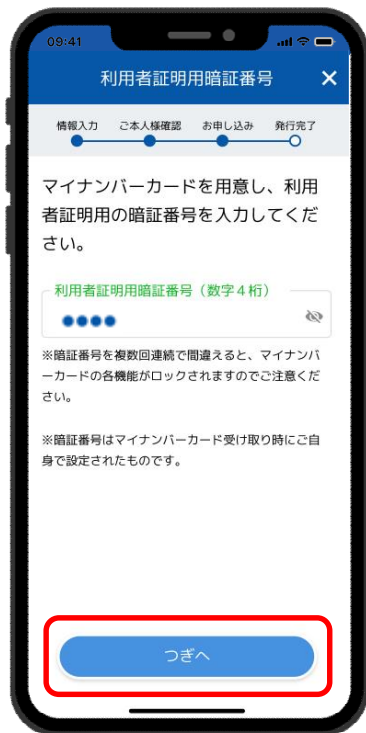 09:41
利用者証明用暗証番号 ×
情報入力 ご本人様確認 お申し込み 発行完了
マイナンバーカードを用意し、利用
者証明用の暗証番号を入力してくだ
さい。
利用者証明用暗証番号（数字４桁）
●●●●
※暗証番号を複数回連続で間違えると、マイナンバ
ーカードの各機能がロックされますのでご注意くだ
さい。
※暗証番号はマイナンバーカード受け取り時にご自
身で設定されたものです。
つぎへ